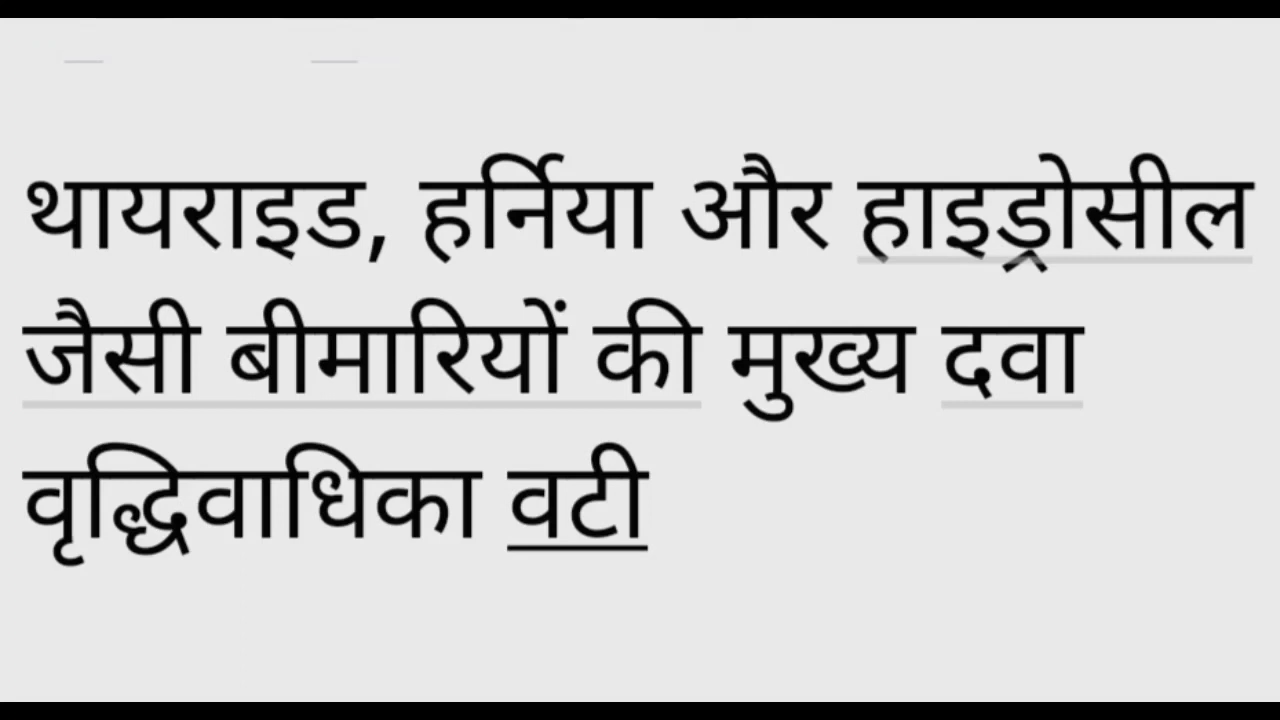 थायराइड, हर्निया और हाइड्रोसील
जैसी बीमारियों की मुख्य दवा
वृद्धिवाधिका वटी